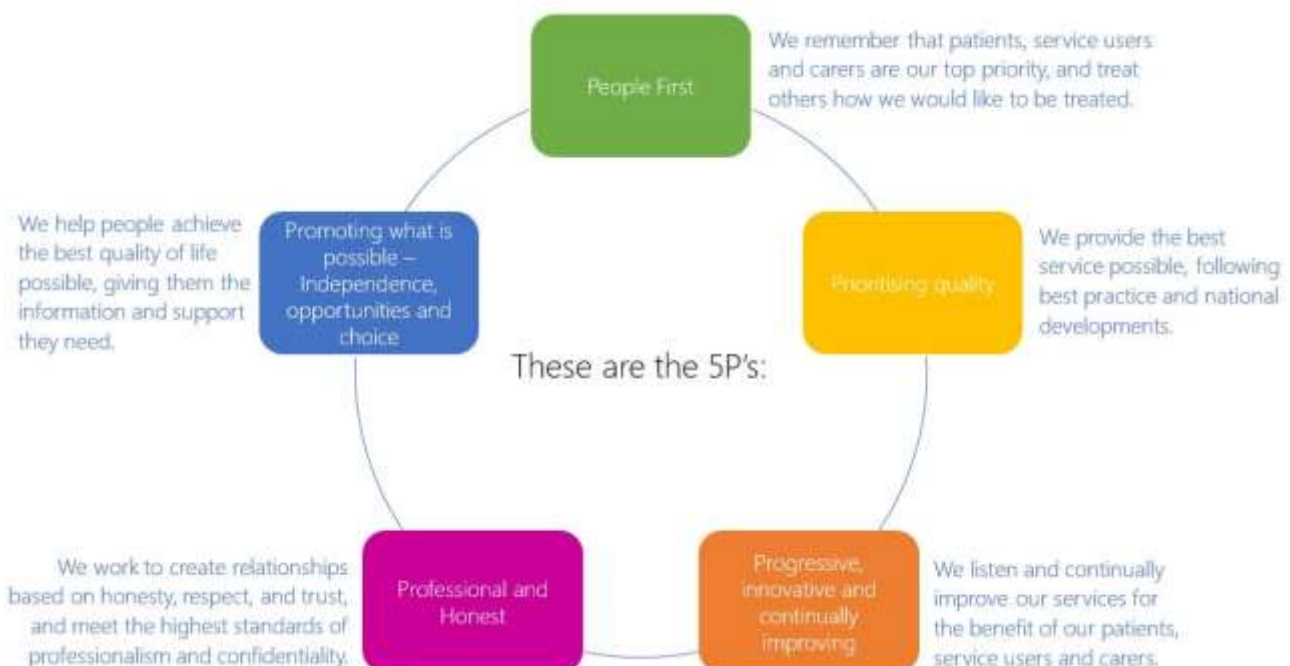 People First
We remember that patients, service users
and carers are our top priority, and treat
others how we would like to be treated.
Prioritising quality
We provide the best
service possible, following
best practice and national
developments.
Progressive,
innovative and
continually
improving
We listen and continually
improve our services for
the benefit of our patients,
service users and carers.
Professional and
Honest
We work to create relationships
based on honesty, respect, and trust,
and meet the highest standards of
professionalism and confidentiality.
Promoting what is
possible –
Independence,
opportunities and
choice
We help people achieve
the best quality of life
possible, giving them the
information and support
they need.
These are the 5P's: